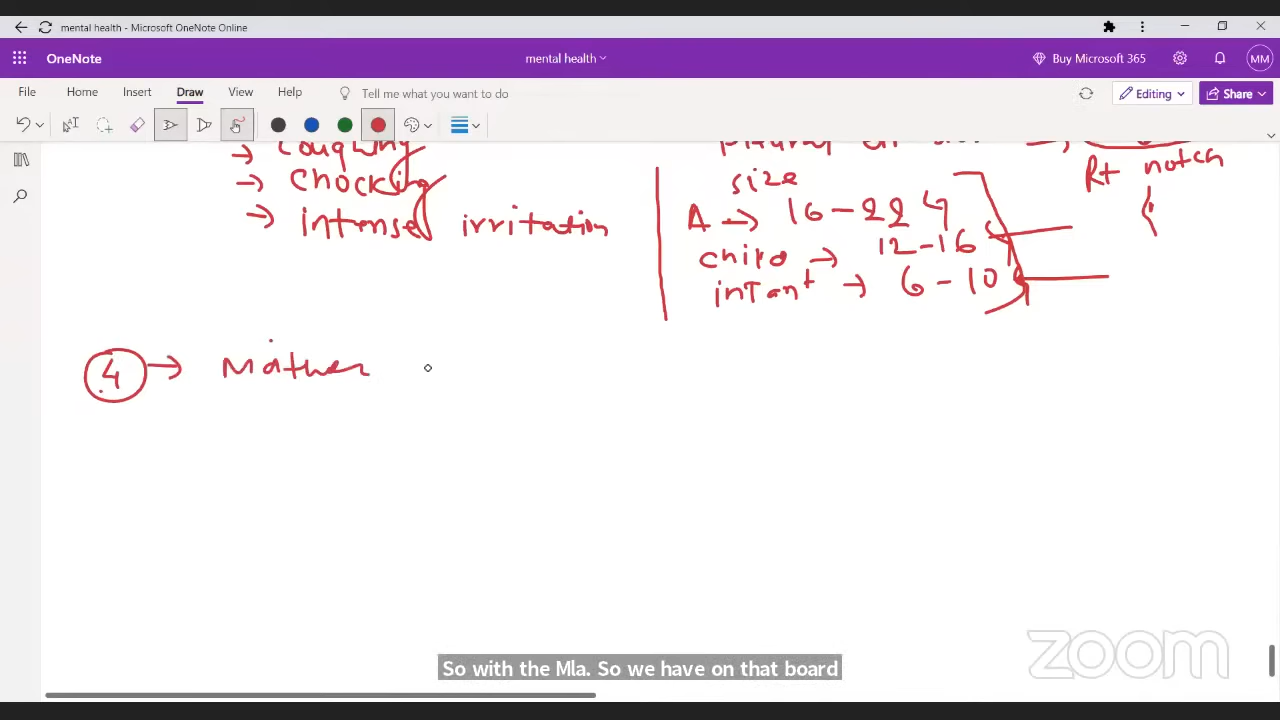 mental health - Microsoft OneNote Online
OneNote
mental health
Buy Microsoft 365
MM
File Home Insert Draw View Help Tell me what you want to do
Editing
Share
→ Coughing
→ Chocking
→ intense irritation
size
A → 16-22
child → 12-16
infant → 6-10
Rt notch
4 → Mother
So with the Mla. So we have on that board
zoom